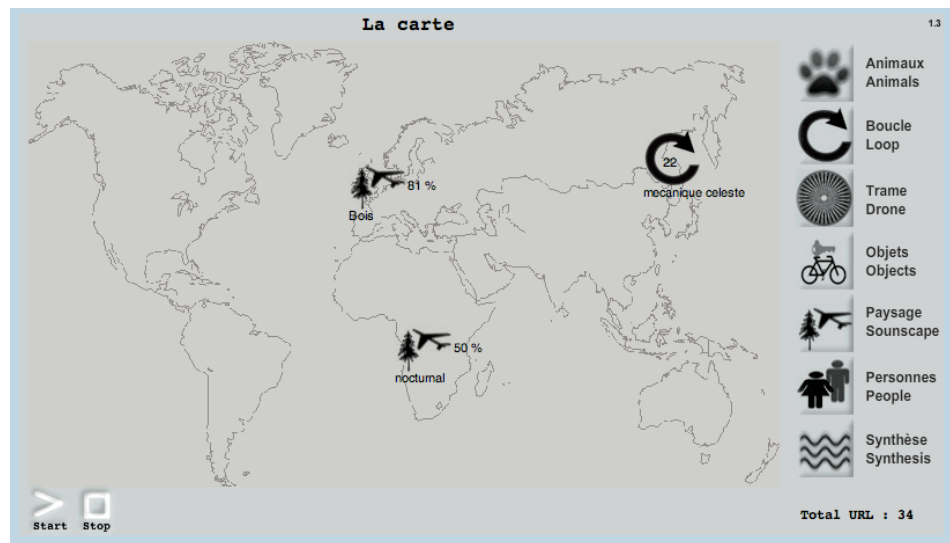 La carte
1.3
Animaux
Animals
Boucle
Loop
22
mecanique celeste
81 %
Bois
Trame
Drone
Objets
Objects
Paysage
Sounscape
50 %
nocturnal
Personnes
People
Synthèse
Synthesis
Start
Stop
Total URL : 34